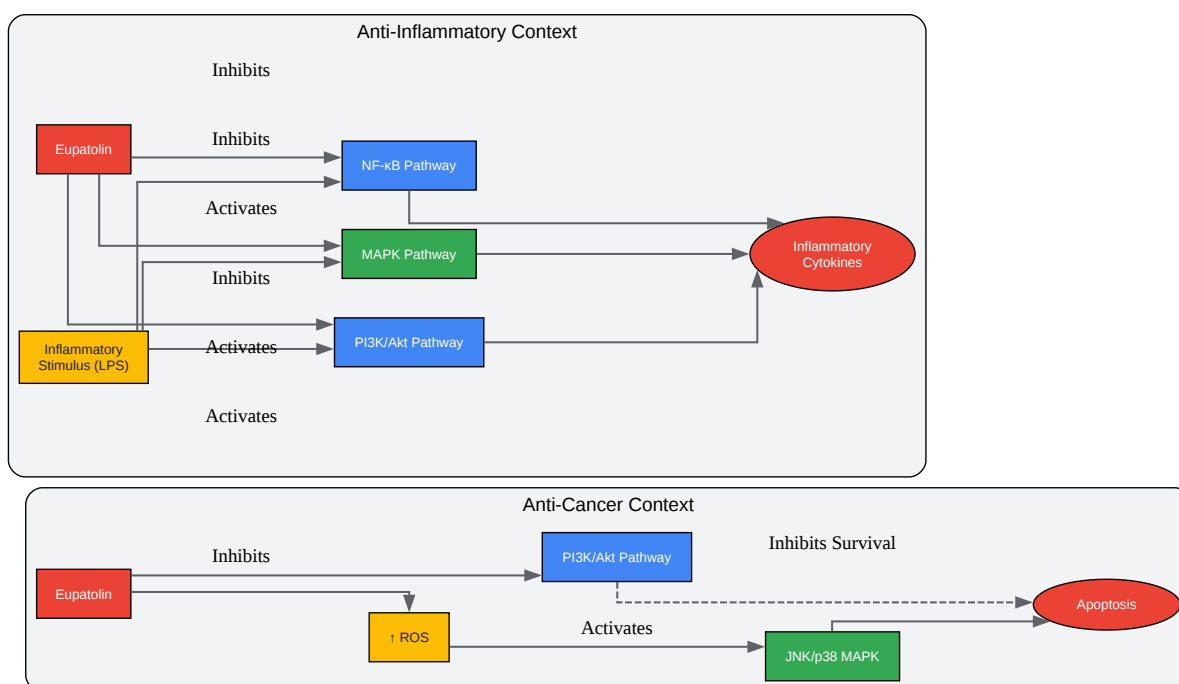 Anti-Inflammatory Context
Inhibits
Eupatolin
Inhibits
NF-κB Pathway
Activates
MAPK Pathway
Inflammatory
Cytokines
Inhibits
Inflammatory
Stimulus (LPS)
Activates
PI3K/Akt Pathway
Activates
Anti-Cancer Context
Inhibits
PI3K/Akt Pathway
Inhibits Survival
Eupatolin
↑ ROS
Activates
JNK/p38 MAPK
Apoptosis